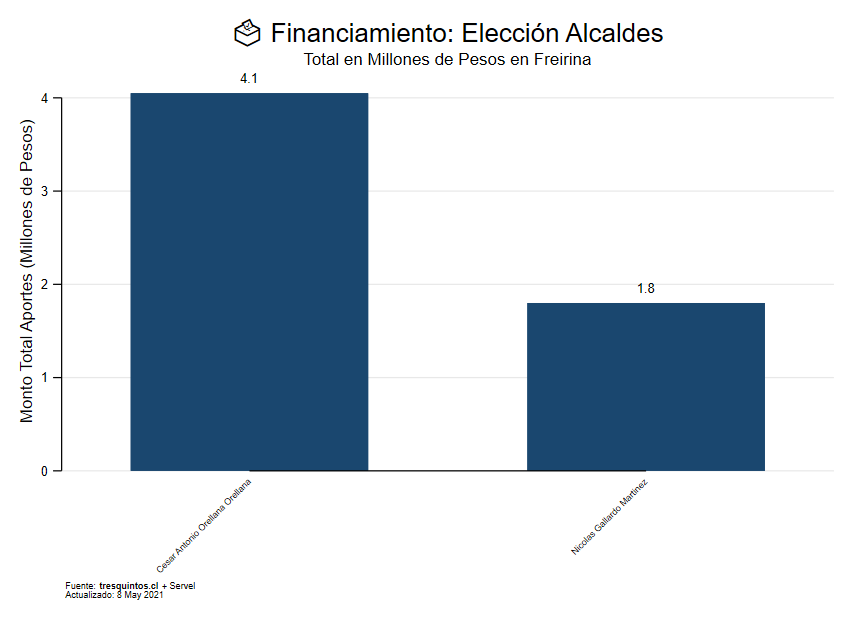 Financiamiento: Elección Alcaldes
Total en Millones de Pesos en Freirina
Monto Total Aportes (Millones de Pesos)
4
3
2
1
0
4.1
1.8
Cesar Antonio Orellana Orellana
Nicolas Gallardo Martinez
Fuente: tresquintos.cl + Servel
Actualizado: 8 May 2021